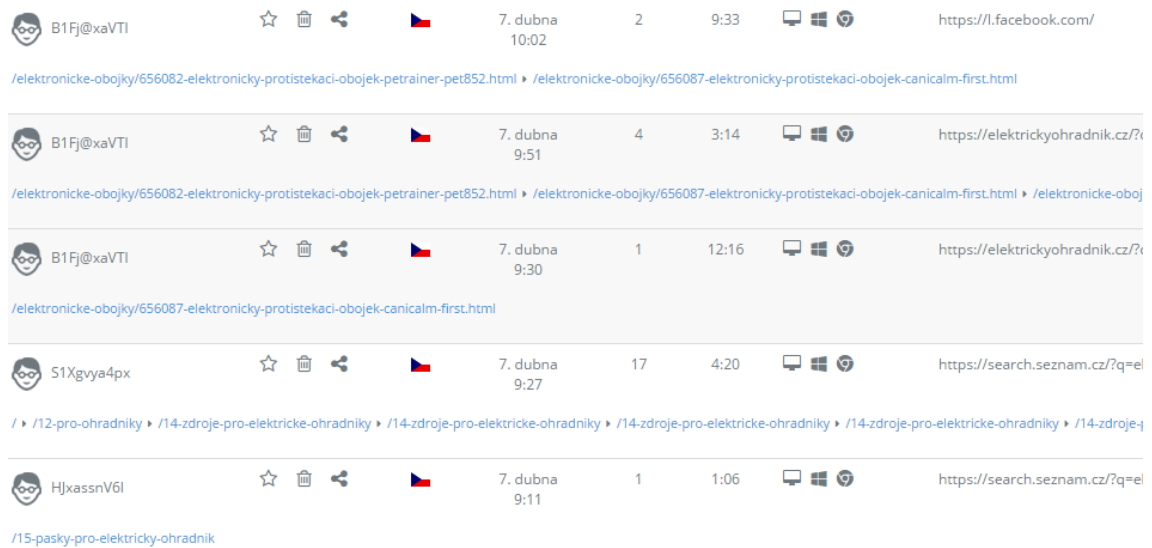 B1Fj@xaVTI 7. dubna 2 9:33 https://l.facebook.com/
10:02
/elektronicke-obojky/656082-elektronicky-protistekaci-obojek-petrainer-pet852.html /elektronicke-obojky/656087-elektronicky-protistekaci-obojek-canicalm-first.html
B1Fj@xaVTI 7. dubna 4 3:14 https://elektrickyohradnik.cz/?
9:51
/elektronicke-obojky/656082-elektronicky-protistekaci-obojek-petrainer-pet852.html /elektronicke-obojky/656087-elektronicky-protistekaci-obojek-canicalm-first.html /elektronicke-oboj
B1Fj@xaVTI 7. dubna 1 12:16 https://elektrickyohradnik.cz/?
9:30
/elektronicke-obojky/656087-elektronicky-protistekaci-obojek-canicalm-first.html
S1Xgvya4px 7. dubna 17 4:20 https://search.seznam.cz/?q=el
9:27
/ /12-pro-ohradniky /14-zdroje-pro-elektricke-ohradniky /14-zdroje-pro-elektricke-ohradniky /14-zdroje-pro-elektricke-ohradniky /14-zdroje-pro-elektricke-ohradniky /14-zdroje-p
HJxassnV6I 7. dubna 1 1:06 https://search.seznam.cz/?q=el
9:11
/15-pasky-pro-elektricky-ohradnik